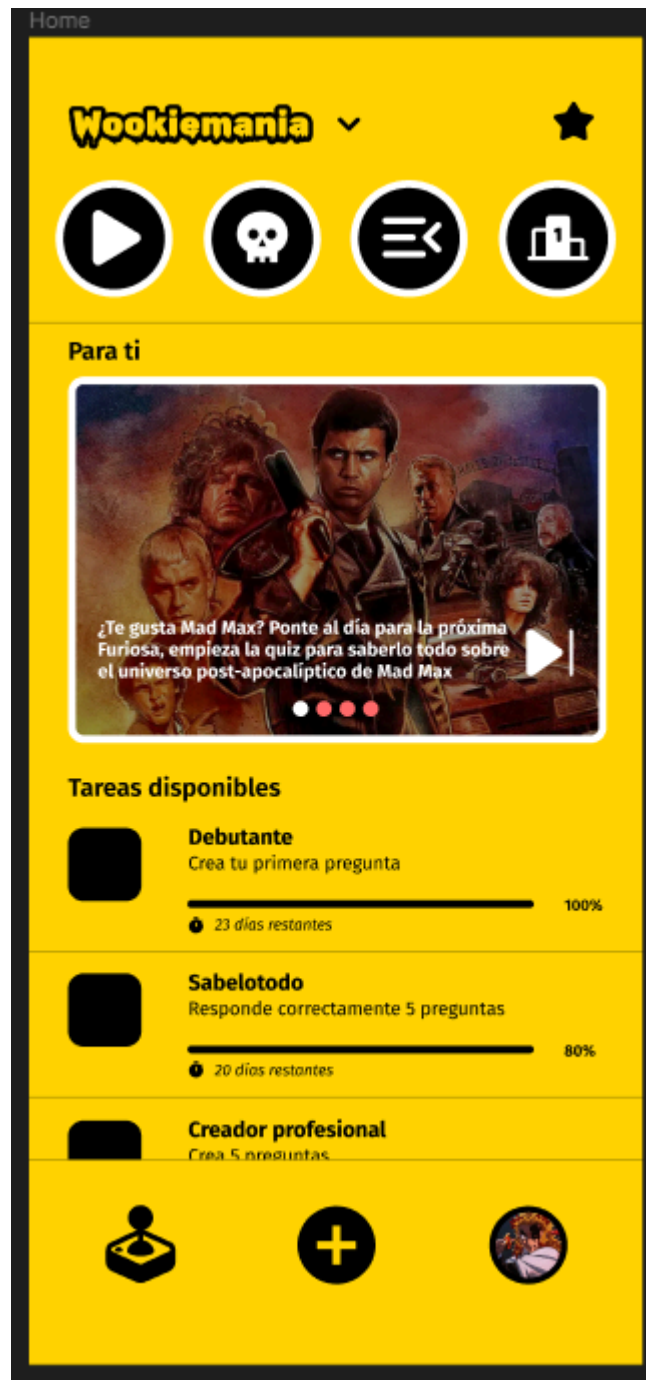 Home
Wookiemania
1
Para ti
¿Te gusta Mad Max? Ponte al día para la próxima
Furiosa, empieza la quiz para saberlo todo sobre
el universo post-apocalíptico de Mad Max
Tareas disponibles
Debutante
Crea tu primera pregunta
100%
23 días restantes
Sabelotodo
Responde correctamente 5 preguntas
80%
20 días restantes
Creador profesional
Crea 5 preguntas